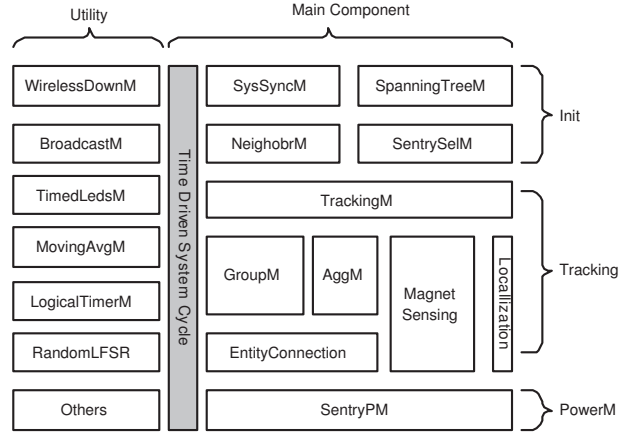 Utility
Main Component
WirelessDownM
BroadcastM
TimedLedsM
MovingAvgM
LogicalTimerM
RandomLFSR
Others
Time Driven System Cycle
SysSyncM
SpanningTreeM
NeighobrM
SentrySelM
Init
TrackingM
GroupM
AggM
Magnet
Sensing
Locallization
EntityConnection
Tracking
SentryPM
PowerM